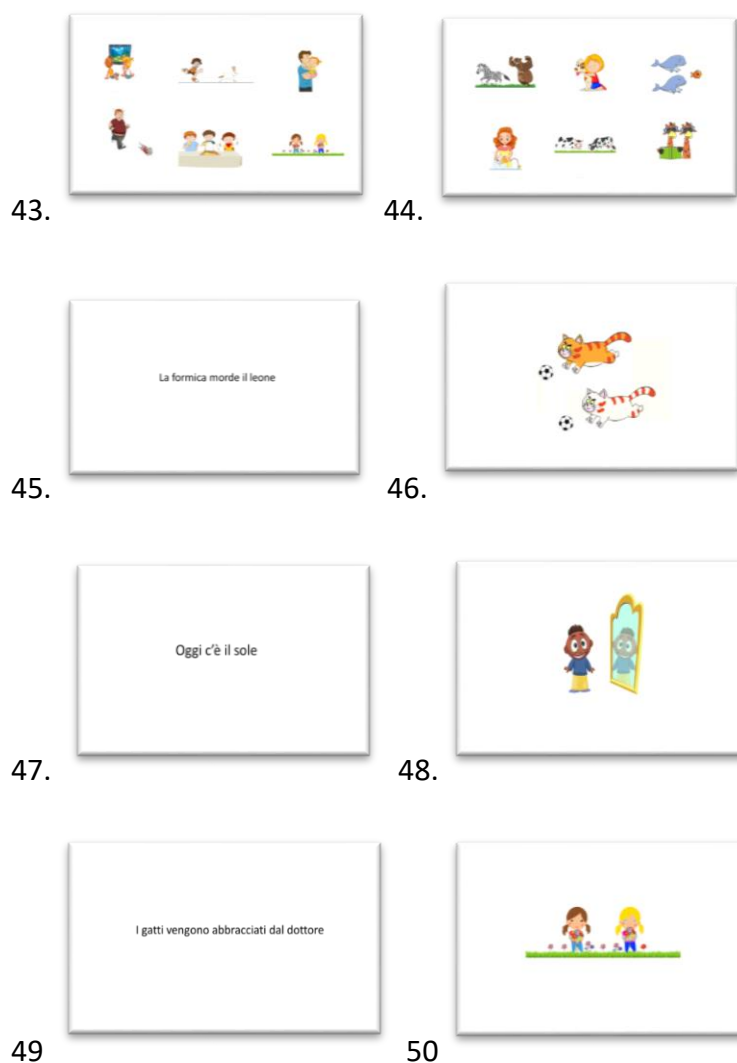 43.
44.
La formica morde il leone
45.
46.
Oggi c'è il sole
47.
48.
I gatti vengono abbracciati dal dottore
49
50